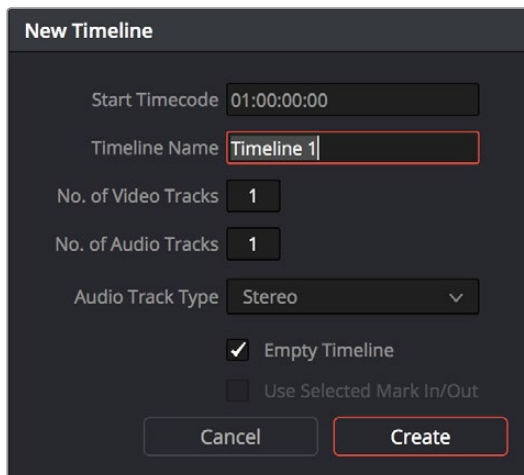 New Timeline
Start Timecode 01:00:00:00
Timeline Name Timeline 1
No. of Video Tracks 1
No. of Audio Tracks 1
Audio Track Type Stereo
Empty Timeline
Use Selected Mark In/Out
Cancel Create